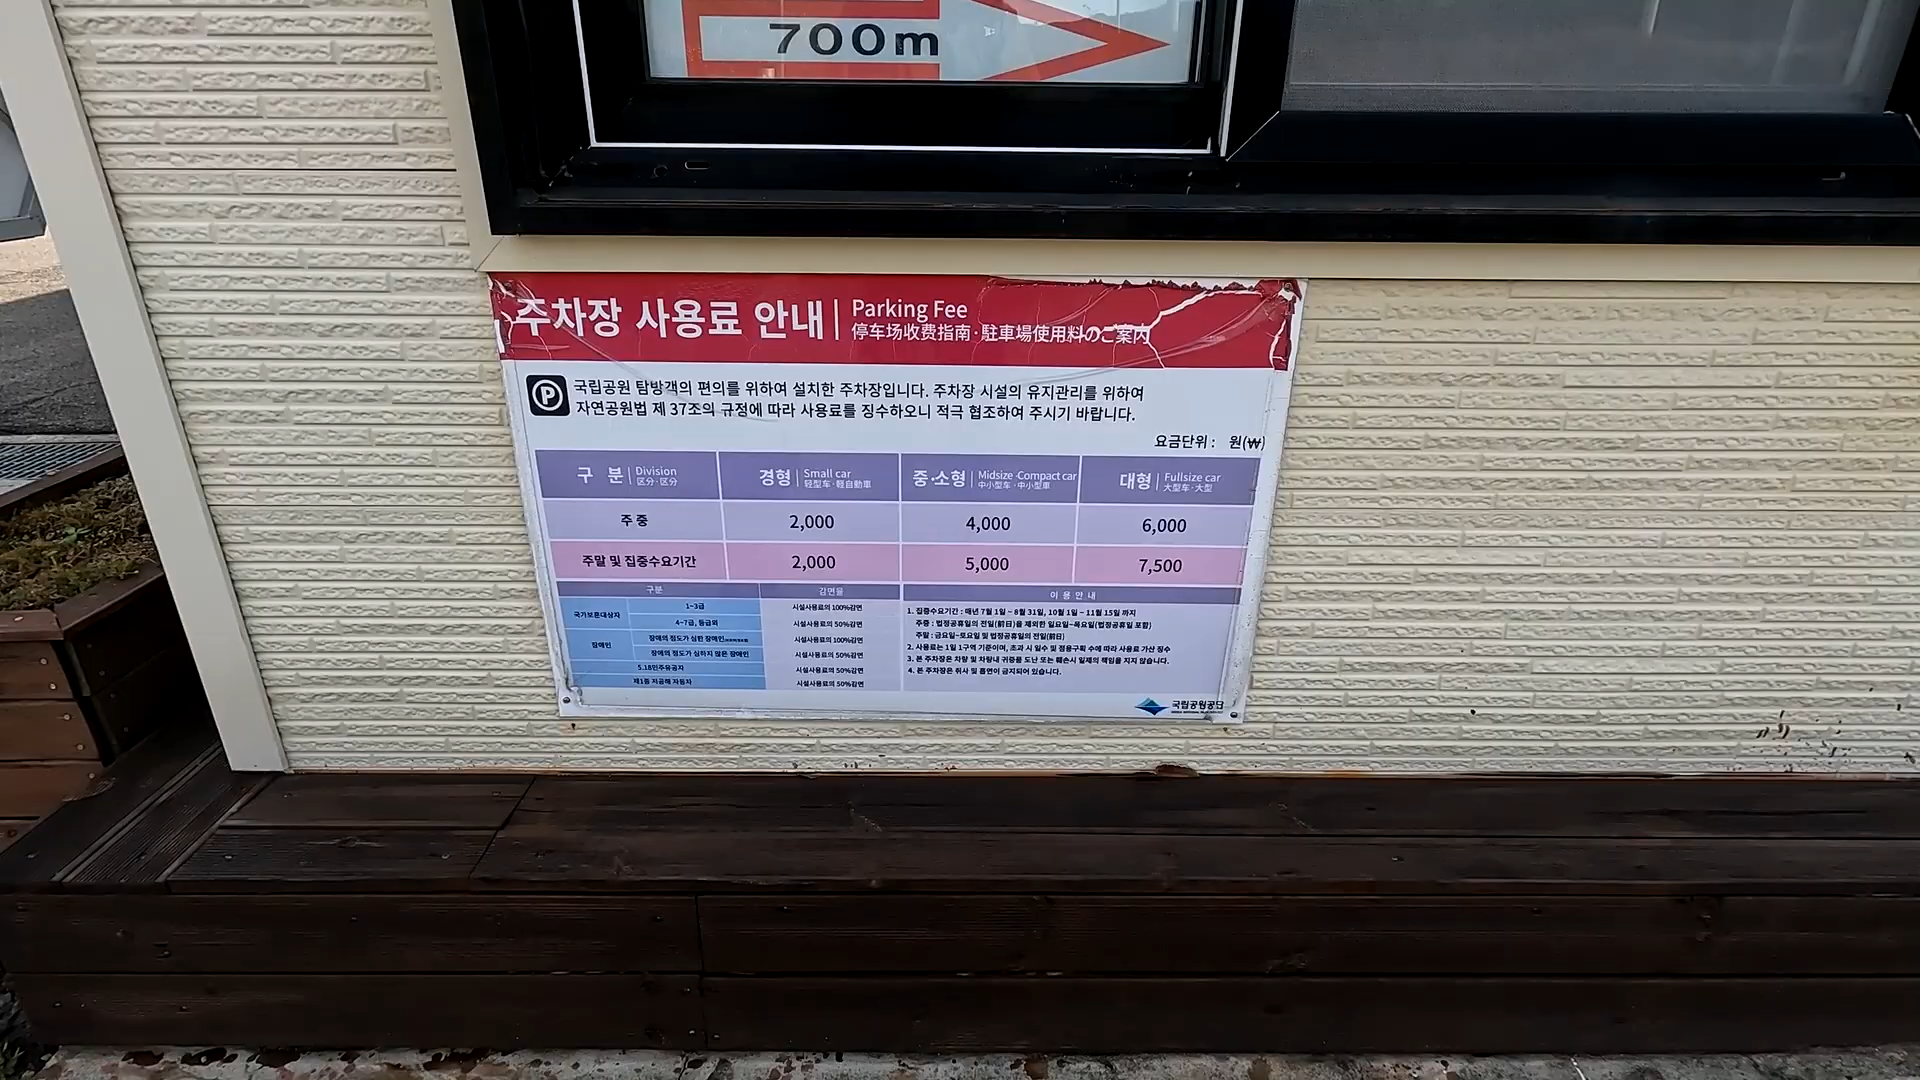 700m
주차장 사용료 안내
Parking Fee
停车场收费指南·駐車場使用料のご案内
P
국립공원 탐방객의 편의를 위하여 설치한 주차장입니다. 주차장 시설의 유지관리를 위하여
자연공원법 제 37조의 규정에 따라 사용료를 징수하오니 적극 협조하여 주시기 바랍니다.
요금단위 : 원(₩)
구 분 Division 区分·区分
경형 Small car 轻型车·軽自動車
중·소형 Midsize·Compact car 中小型车·中小型車
대형 Fullsize car 大型车·大型
주 중 2,000 4,000 6,000
주말 및 집중수요기간 2,000 5,000 7,500
구분 감면율
국가보훈대상자 1~3급 시설사용료의 100%감면
4~7급, 등급외 시설사용료의 50%감면
장애인 장애의 정도가 심한 장애인 시설사용료의 100%감면
장애의 정도가 심하지 않은 장애인 시설사용료의 50%감면
5.18민주유공자 시설사용료의 50%감면
제1종 저공해 자동차 시설사용료의 50%감면
이 용 안 내
1. 집중수요기간 : 매년 7월 1일 ~ 8월 31일, 10월 1일 ~ 11월 15일 까지
주중 : 법정공휴일의 전일(前日)을 제외한 일요일~목요일(법정공휴일 포함)
주말 : 금요일~토요일 및 법정공휴일의 전일(前日)
2. 사용료는 1일 1구역 기준이며, 초과 시 일수 및 점용구획 수에 따라 사용료 가산 징수
3. 본 주차장은 차량 및 차량내 귀중품 도난 또는 훼손시 일체의 책임을 지지 않습니다.
4. 본 주차장은 취사 및 흡연이 금지되어 있습니다.
국립공원공단